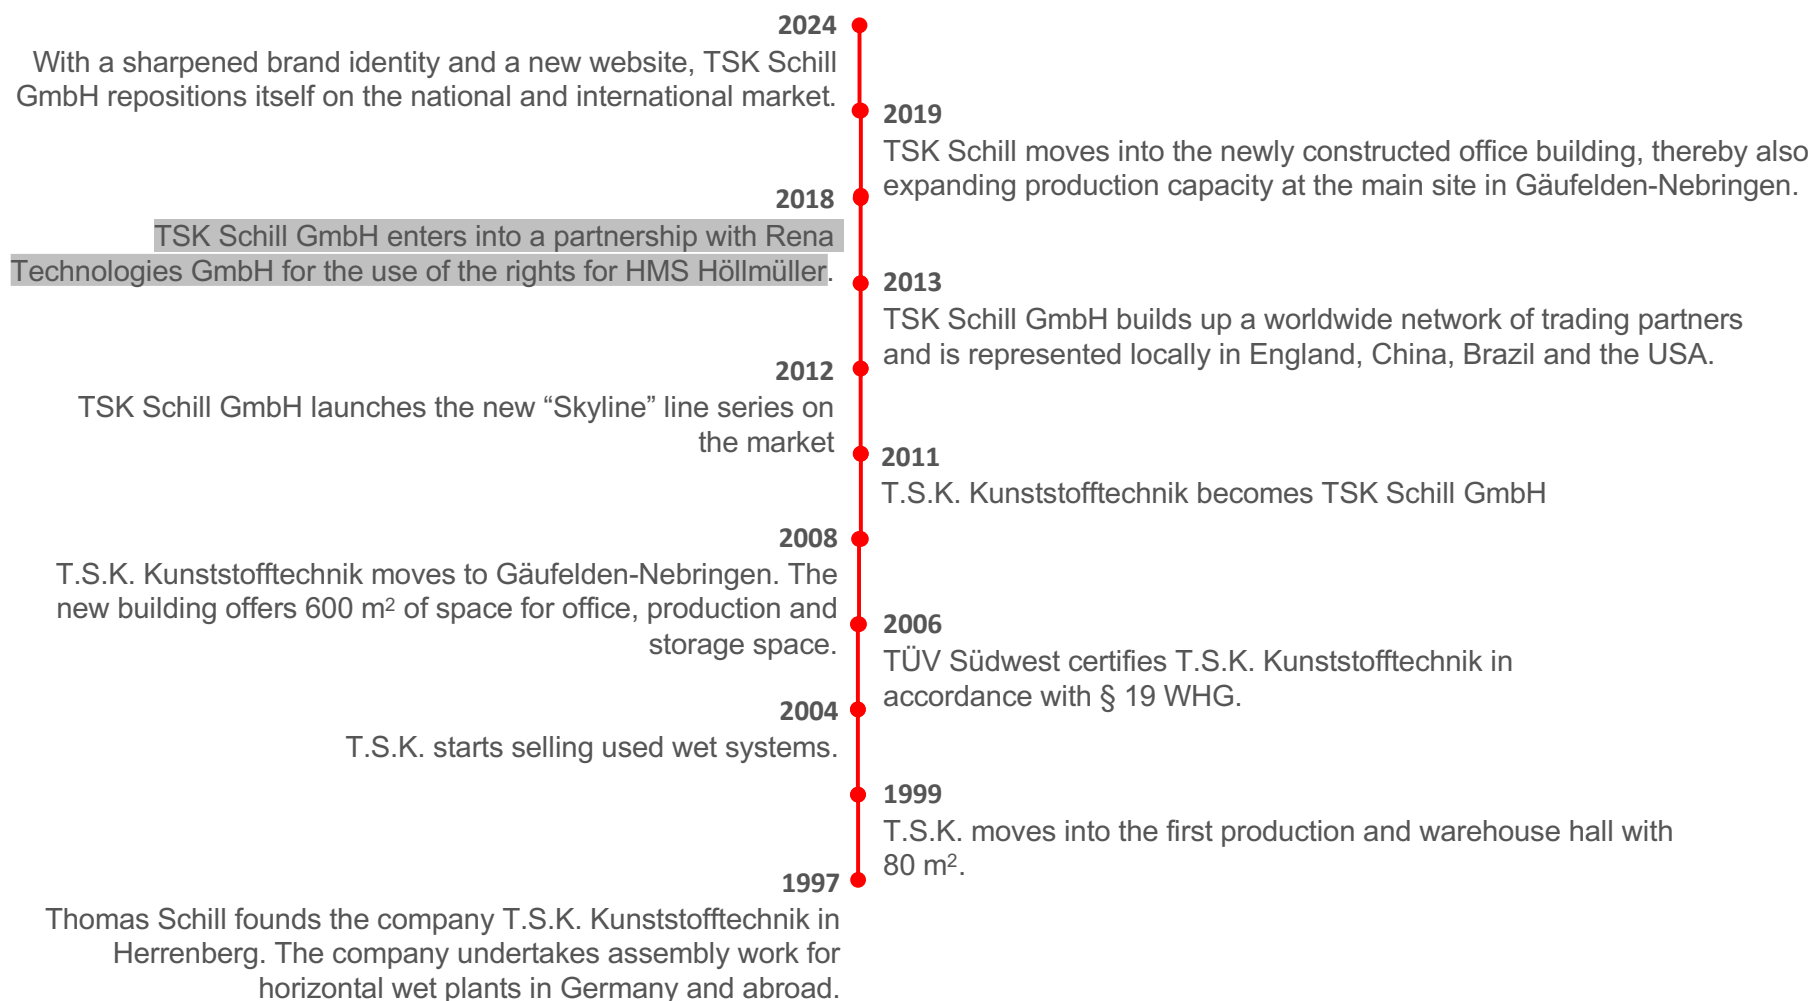 2024
With a sharpened brand identity and a new website, TSK Schill
GmbH repositions itself on the national and international market.
2019
TSK Schill moves into the newly constructed office building, thereby also
expanding production capacity at the main site in Gäufelden-Nebringen.
2018
TSK Schill GmbH enters into a partnership with Rena
Technologies GmbH for the use of the rights for HMS Höllmüller.
2013
TSK Schill GmbH builds up a worldwide network of trading partners
and is represented locally in England, China, Brazil and the USA.
2012
TSK Schill GmbH launches the new “Skyline” line series on
the market
2011
T.S.K. Kunststofftechnik becomes TSK Schill GmbH
2008
T.S.K. Kunststofftechnik moves to Gäufelden-Nebringen. The
new building offers 600 m² of space for office, production and
storage space.
2006
TÜV Südwest certifies T.S.K. Kunststofftechnik in
accordance with § 19 WHG.
2004
T.S.K. starts selling used wet systems.
1999
T.S.K. moves into the first production and warehouse hall with
80 m².
1997
Thomas Schill founds the company T.S.K. Kunststofftechnik in
Herrenberg. The company undertakes assembly work for
horizontal wet plants in Germany and abroad.